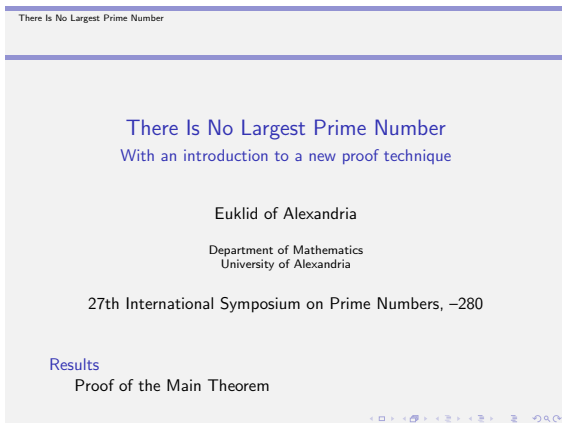 There Is No Largest Prime Number
There Is No Largest Prime Number
With an introduction to a new proof technique
Euklid of Alexandria
Department of Mathematics
University of Alexandria
27th International Symposium on Prime Numbers, –280
Results
Proof of the Main Theorem